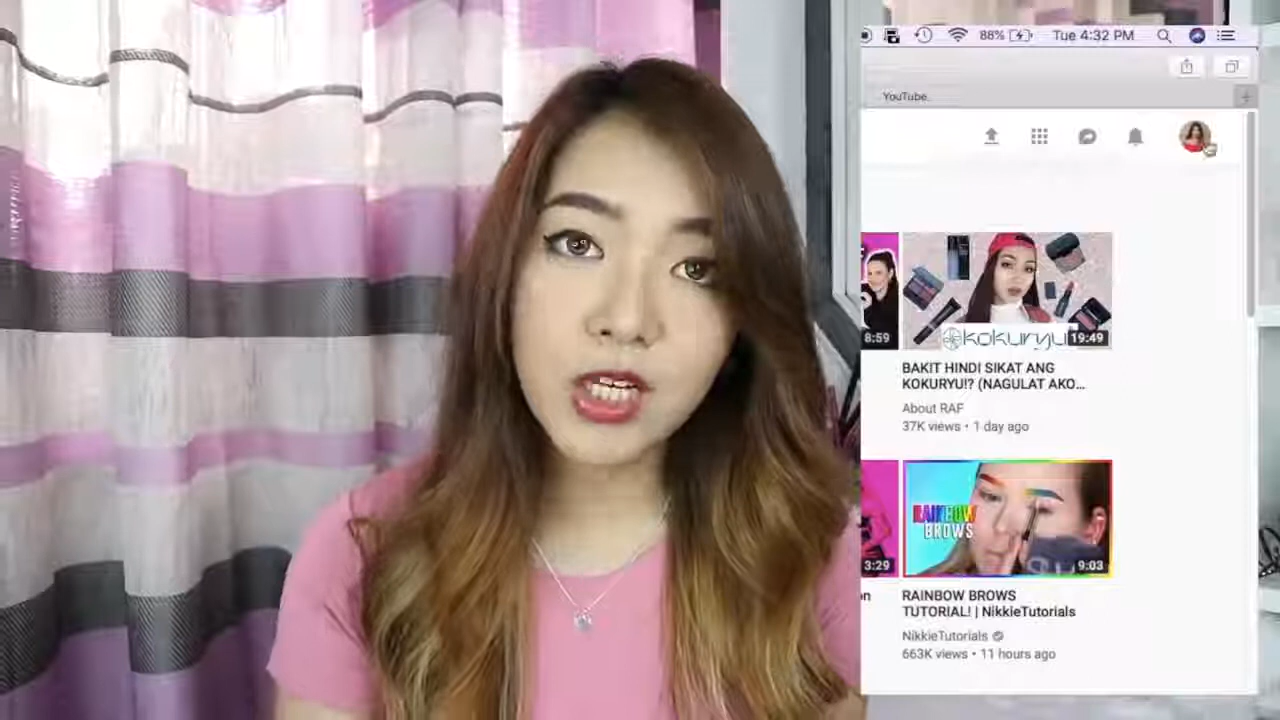 88%
Tue 4:32 PM
YouTube
8:59
kokuryu
19:49
BAKIT HINDI SIKAT ANG
KOKURYU!? (NAGULAT AKO...
About RAF
37K views • 1 day ago
RAINBOW
BROWS
3:29
9:03
on
RAINBOW BROWS
TUTORIAL! | NikkieTutorials
NikkieTutorials
663K views • 11 hours ago